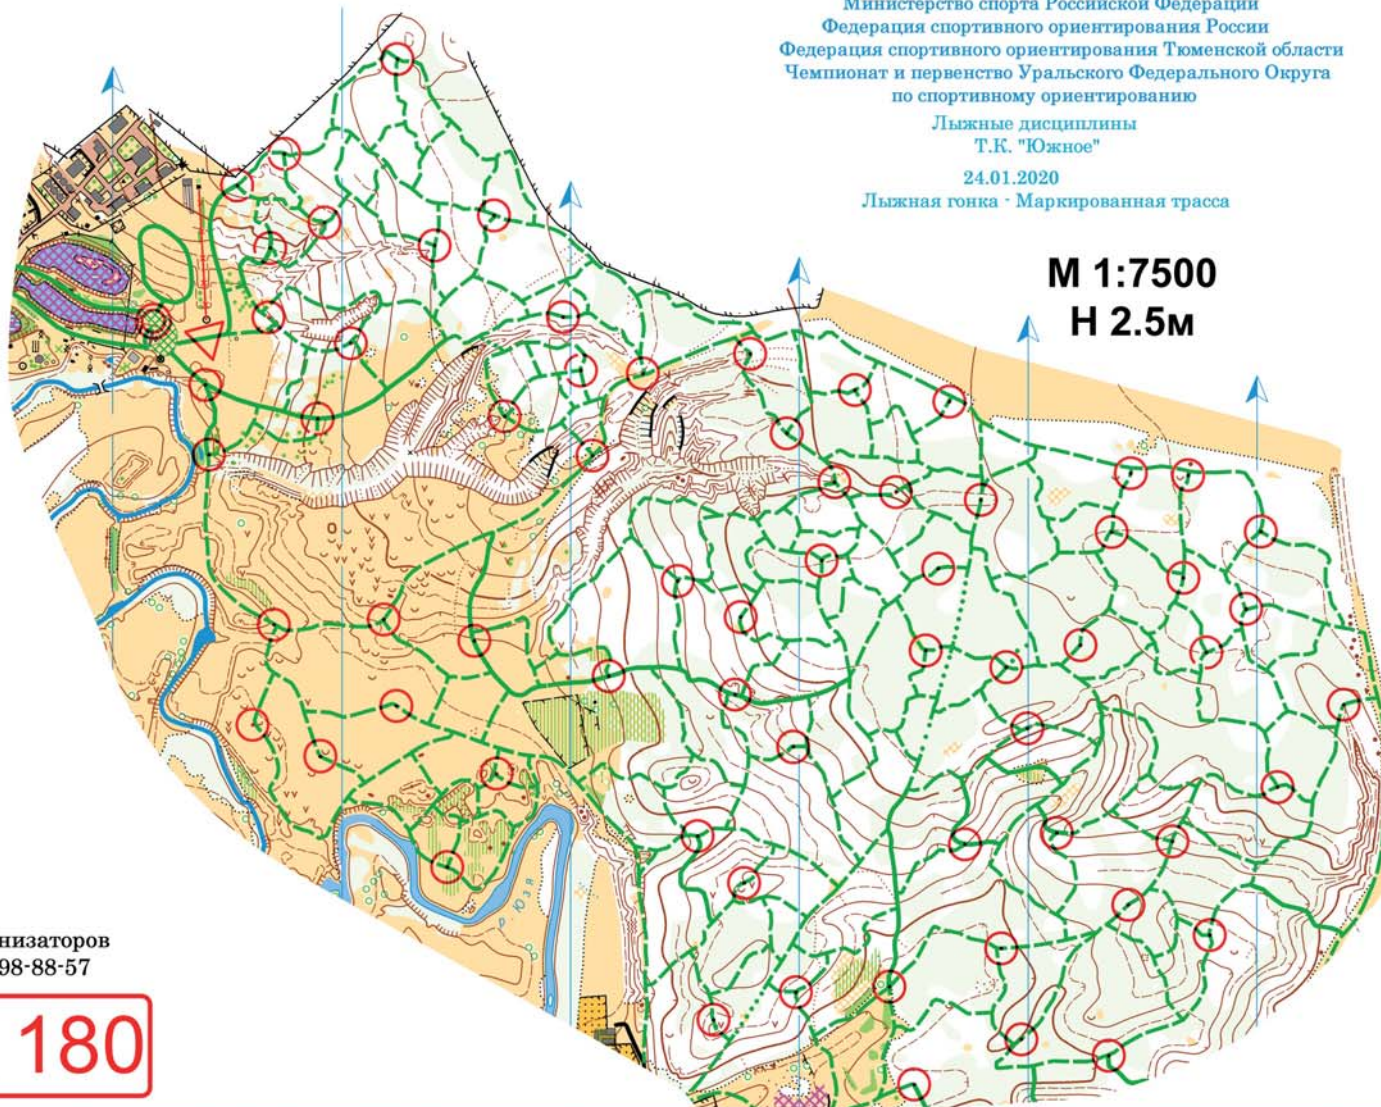 Министерство спорта Российской Федерации
Федерация спортивного ориентирования России
Федерация спортивного ориентирования Тюменской области
Чемпионат и первенство Уральского Федерального Округа
по спортивному ориентированию
Лыжные дисциплины
Т.К. "Южное"
24.01.2020
Лыжная гонка - Маркированная трасса
М 1:7500
Н 2.5м
низаторов
98-88-57
180